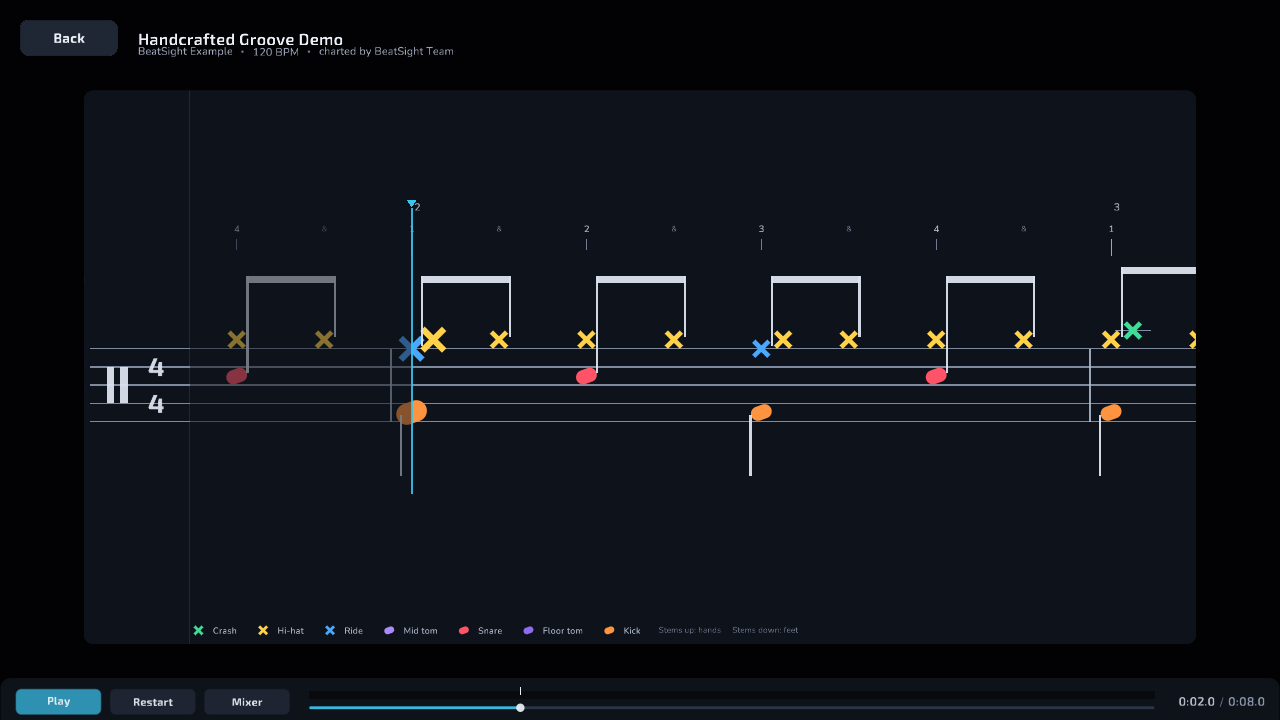 Back
Handcrafted Groove Demo
BeatSight Example • 120 BPM • charted by BeatSight Team
2 3
4 & 1 & 2 & 3 & 4 & 1
4
4
Crash Hi-hat Ride Mid tom Snare Floor tom Kick Stems up: hands Stems down: feet
Play Restart Mixer 0:02.0 / 0:08.0